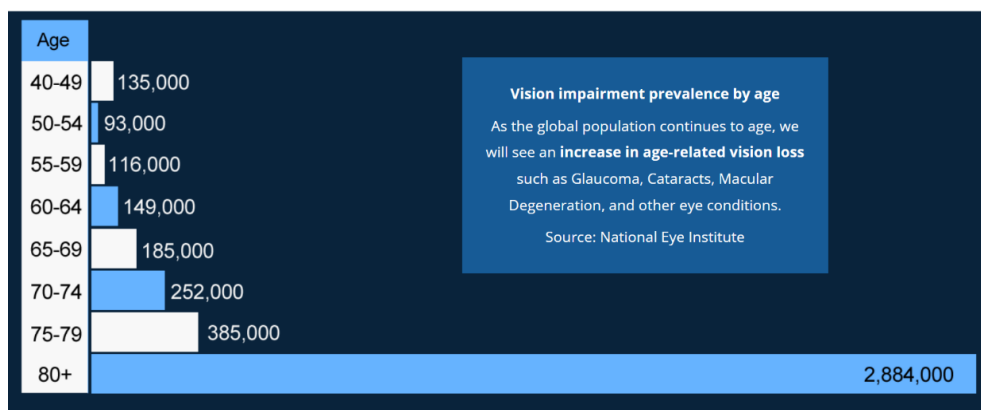 Age
40-49 135,000
50-54 93,000
55-59 116,000
60-64 149,000
65-69 185,000
70-74 252,000
75-79 385,000
80+ 2,884,000
Vision impairment prevalence by age
As the global population continues to age, we
will see an increase in age-related vision loss
such as Glaucoma, Cataracts, Macular
Degeneration, and other eye conditions.
Source: National Eye Institute